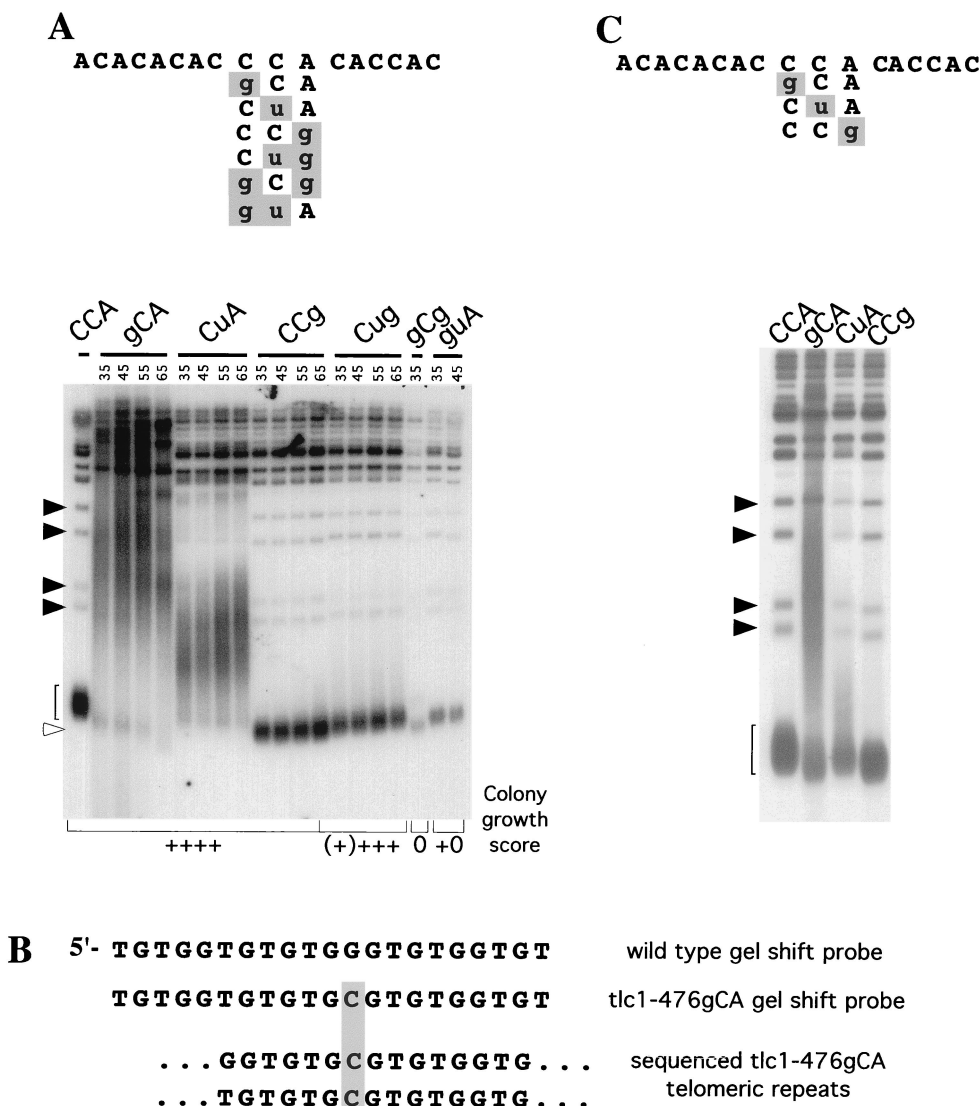 A
ACACACAC C C A CACCAC
g C A
C u A
C C g
C u g
g C g
g u A
C
ACACACAC C C A CACCAC
g C A
C u A
C C g
CCA gCA CuA CCg Cug gCg guA
35 45 55 65 35 45 55 65 35 45 55 65 35 45 55 65 35 35 45
CCA gCA CuA CCg
Colony growth score
++++ (+)+++ 0 +0
B
5'- TGTGGTGTGTGGGTGTGGTGT wild type gel shift probe
TGTGGTGTGTGCGTGTGGTGT tlc1-476gCA gel shift probe
...GGTGTGCGTGTGGTG... sequenced tlc1-476gCA
...TGTGTGCGTGTGGTG... telomeric repeats